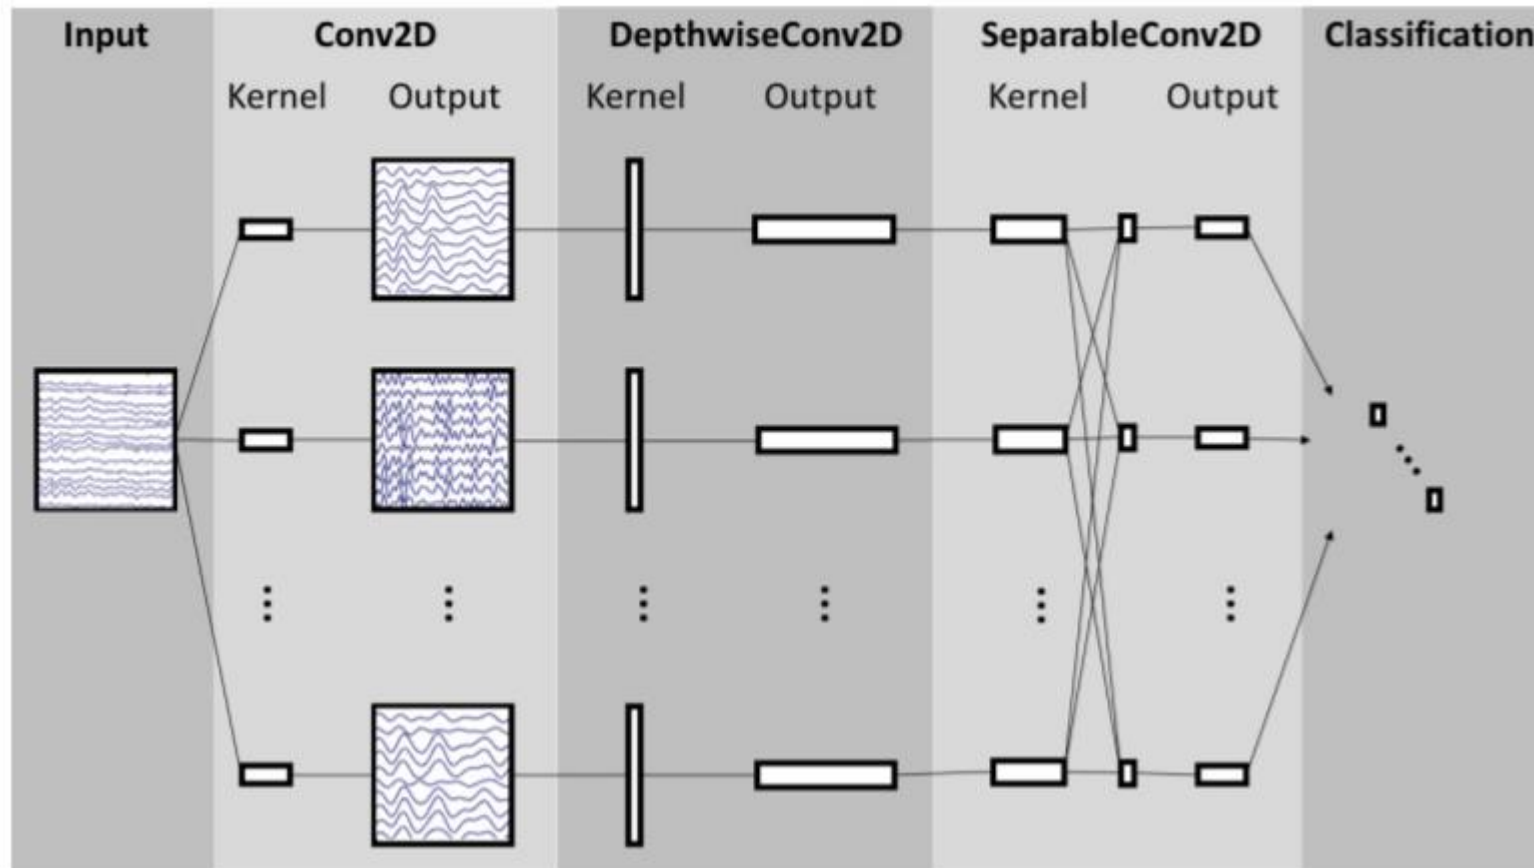 Input Conv2D DepthwiseConv2D SeparableConv2D Classification
Kernel Output Kernel Output Kernel Output